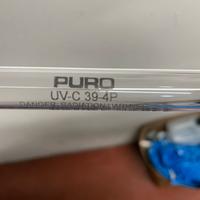 PURO
UV-C 39-4P
DANGER: RADIATION